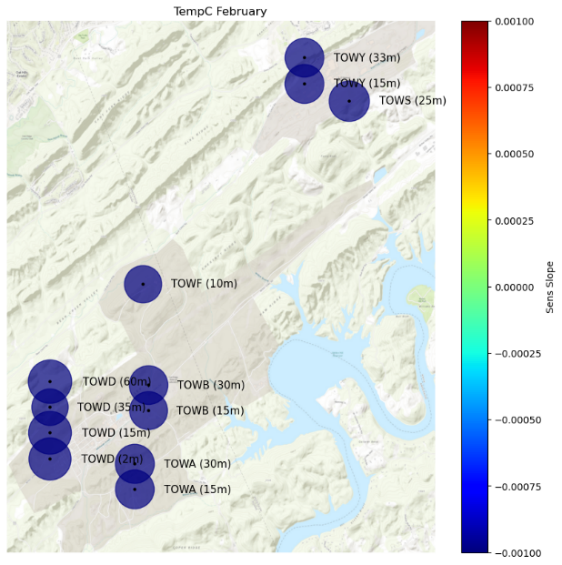 TempC February
TOWY (33m)
TOWY (15m)
TOWS (25m)
TOWF (10m)
TOWD (60m)
TOWB (30m)
TOWD (35m)
TOWB (15m)
TOWD (15m)
TOWD (2m)
TOWA (30m)
TOWA (15m)
0.00100
0.00075
0.00050
0.00025
0.00000
−0.00025
−0.00050
−0.00075
−0.00100
Sens Slope